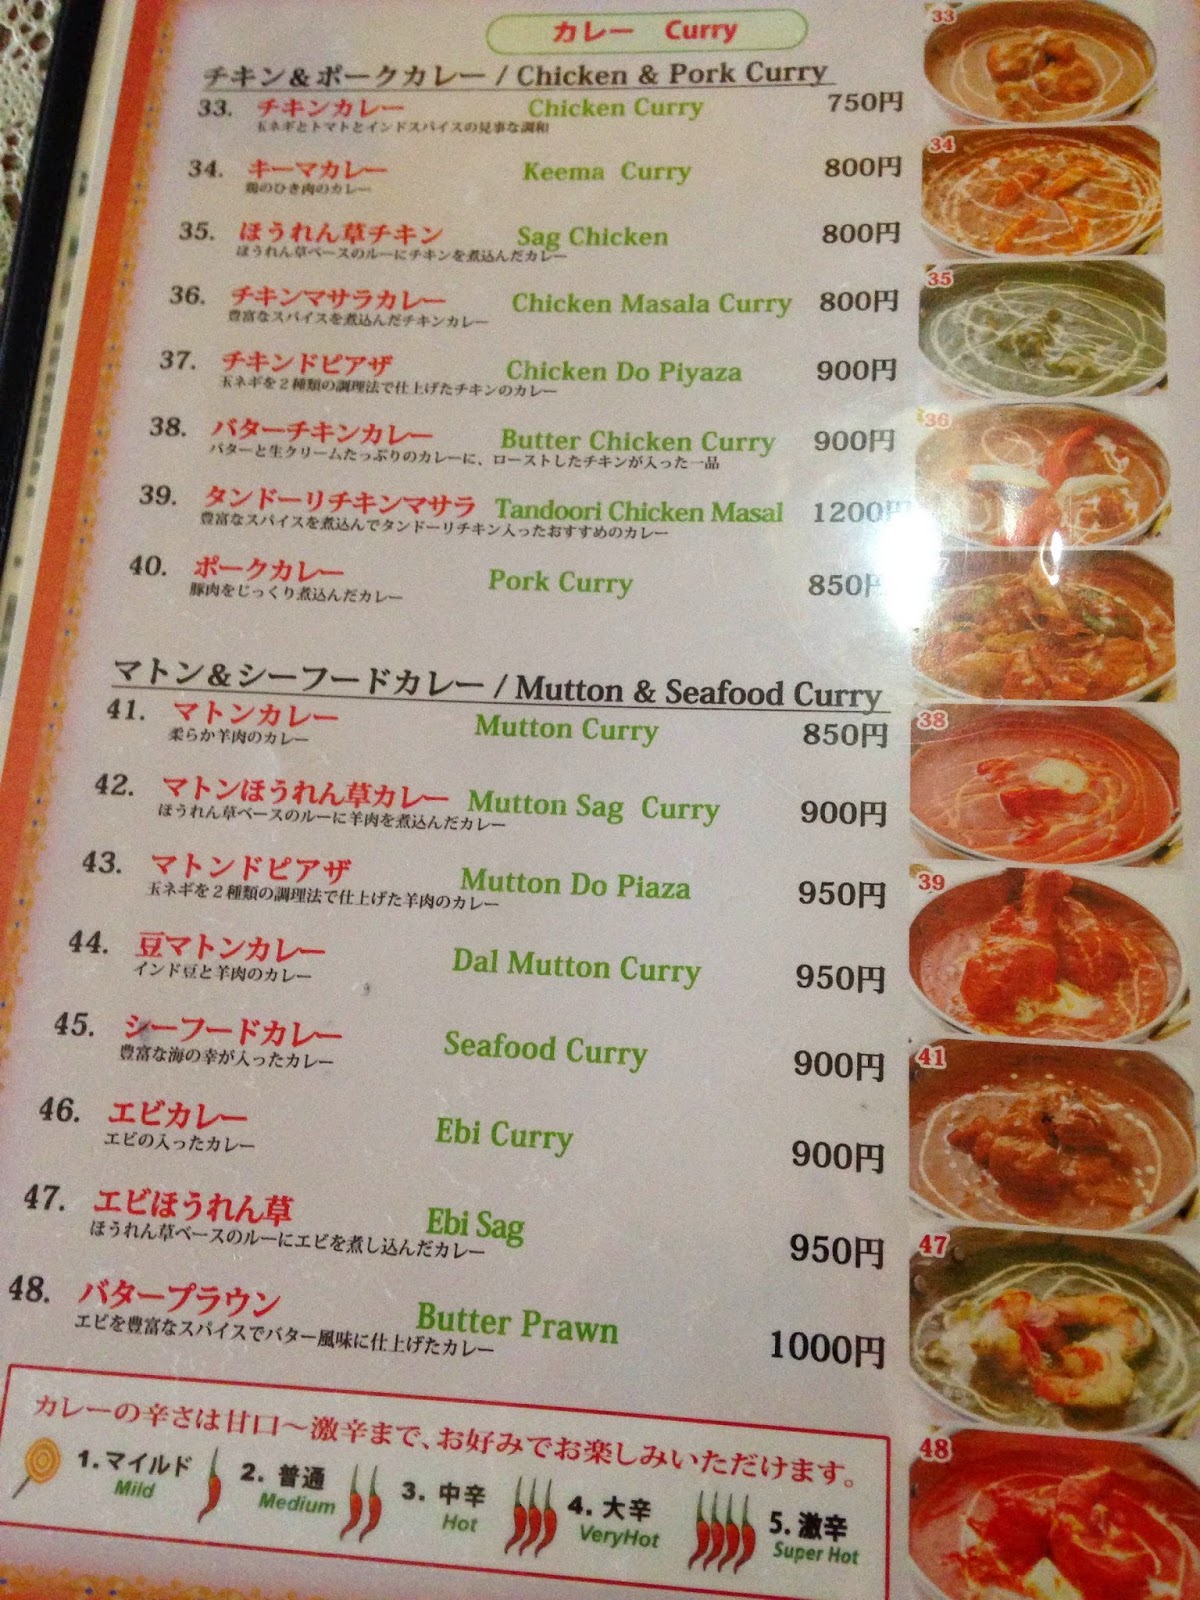 カレー Curry
チキン&ポークカレー / Chicken & Pork Curry
33. チキンカレー Chicken Curry 750円
玉ネギとトマトとインドスパイスの見事な調和
34. キーマカレー Keema Curry 800円
鶏のひき肉のカレー
35. ほうれん草チキン Sag Chicken 800円
ほうれん草ベースのルーにチキンを煮込んだカレー
36. チキンマサラカレー Chicken Masala Curry 800円
豊富なスパイスを煮込んだチキンカレー
37. チキンドピアザ Chicken Do Piyaza 900円
玉ネギを2種類の調理法で仕上げたチキンのカレー
38. バターチキンカレー Butter Chicken Curry 900円
バターと生クリームたっぷりのカレーに、ローストしたチキンが入った一品
39. タンドーリチキンマサラ Tandoori Chicken Masal 1200円
豊富なスパイスを煮込んでタンドーリチキン入ったおすすめのカレー
40. ポークカレー Pork Curry 850円
豚肉をじっくり煮込んだカレー
マトン&シーフードカレー / Mutton & Seafood Curry
41. マトンカレー Mutton Curry 850円
柔らか羊肉のカレー
42. マトンほうれん草カレー Mutton Sag Curry 900円
ほうれん草ベースのルーに羊肉を煮込んだカレー
43. マトンドピアザ Mutton Do Piaza 950円
玉ネギを2種類の調理法で仕上げた羊肉のカレー
44. 豆マトンカレー Dal Mutton Curry 950円
インド豆と羊肉のカレー
45. シーフードカレー Seafood Curry 900円
豊富な海の幸が入ったカレー
46. エビカレー Ebi Curry 900円
エビの入ったカレー
47. エビほうれん草 Ebi Sag 950円
ほうれん草ベースのルーにエビを煮し込んだカレー
48. バタープラウン Butter Prawn 1000円
エビを豊富なスパイスでバター風味に仕上げたカレー
カレーの辛さは甘口〜激辛まで、お好みでお楽しみいただけます。
1.マイルド 2. 普通 3. 中辛 4. 大辛 5. 激辛
Mild Medium Hot VeryHot Super Hot
33
34
35
36
7
38
39
41
47
48